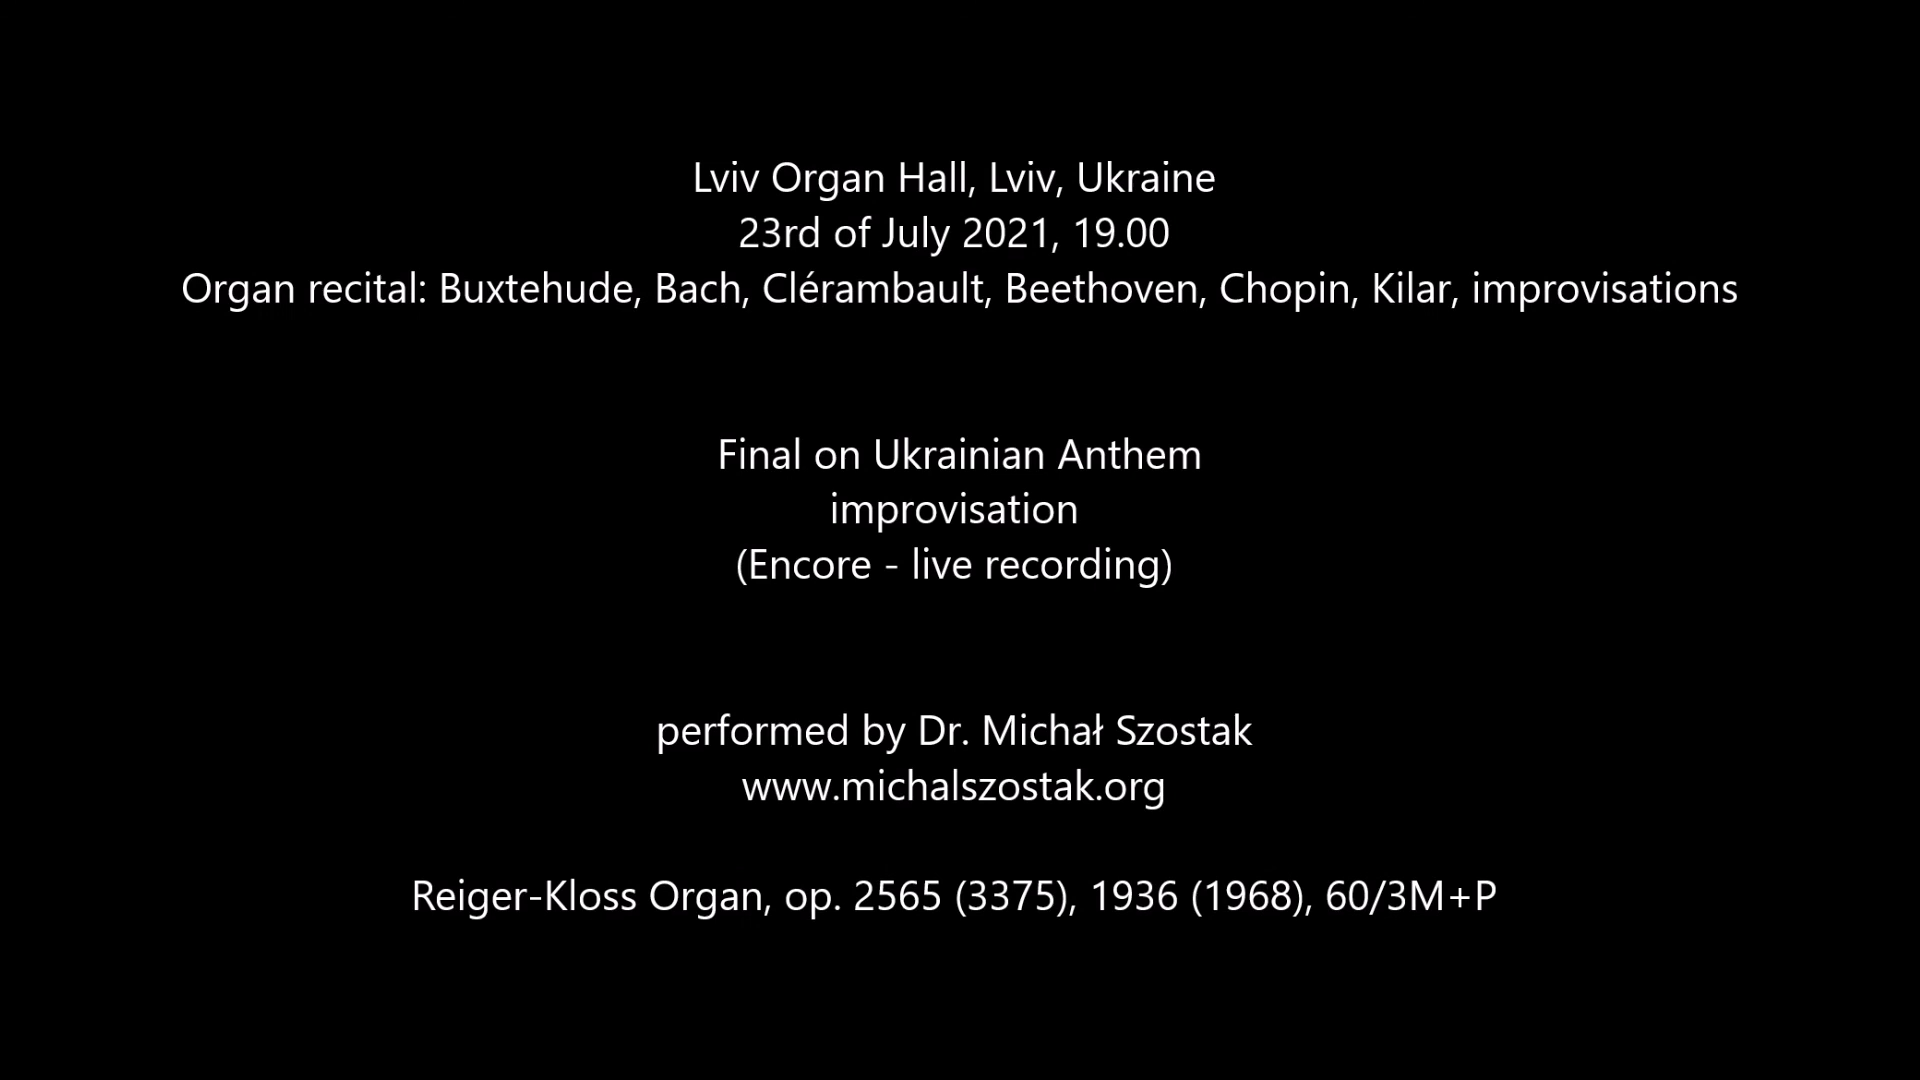 Lviv Organ Hall, Lviv, Ukraine
23rd of July 2021, 19.00
Organ recital: Buxtehude, Bach, Clérambault, Beethoven, Chopin, Kilar, improvisations
Final on Ukrainian Anthem
improvisation
(Encore - live recording)
performed by Dr. Michał Szostak
www.michalszostak.org
Reiger-Kloss Organ, op. 2565 (3375), 1936 (1968), 60/3M+P